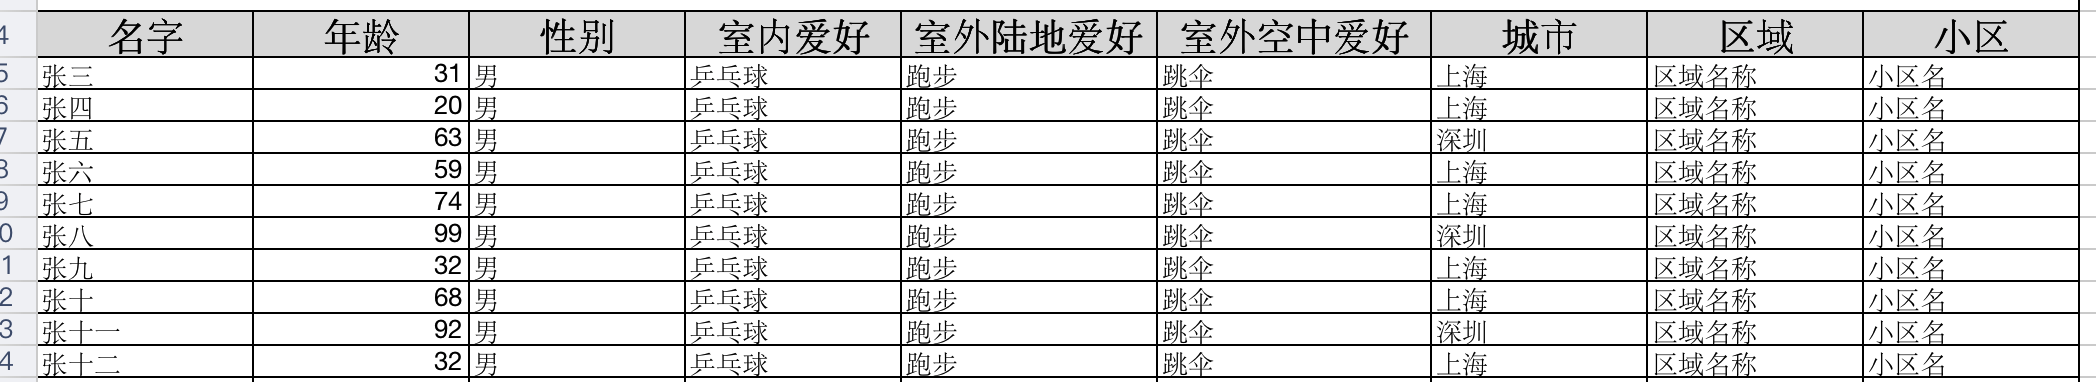 4 名字 年龄 性别 室内爱好 室外陆地爱好 室外空中爱好 城市 区域 小区
5 张三 31 男 乒乓球 跑步 跳伞 上海 区域名称 小区名
6 张四 20 男 乒乓球 跑步 跳伞 上海 区域名称 小区名
7 张五 63 男 乒乓球 跑步 跳伞 深圳 区域名称 小区名
8 张六 59 男 乒乓球 跑步 跳伞 上海 区域名称 小区名
9 张七 74 男 乒乓球 跑步 跳伞 上海 区域名称 小区名
0 张八 99 男 乒乓球 跑步 跳伞 深圳 区域名称 小区名
1 张九 32 男 乒乓球 跑步 跳伞 上海 区域名称 小区名
2 张十 68 男 乒乓球 跑步 跳伞 上海 区域名称 小区名
3 张十一 92 男 乒乓球 跑步 跳伞 深圳 区域名称 小区名
4 张十二 32 男 乒乓球 跑步 跳伞 上海 区域名称 小区名